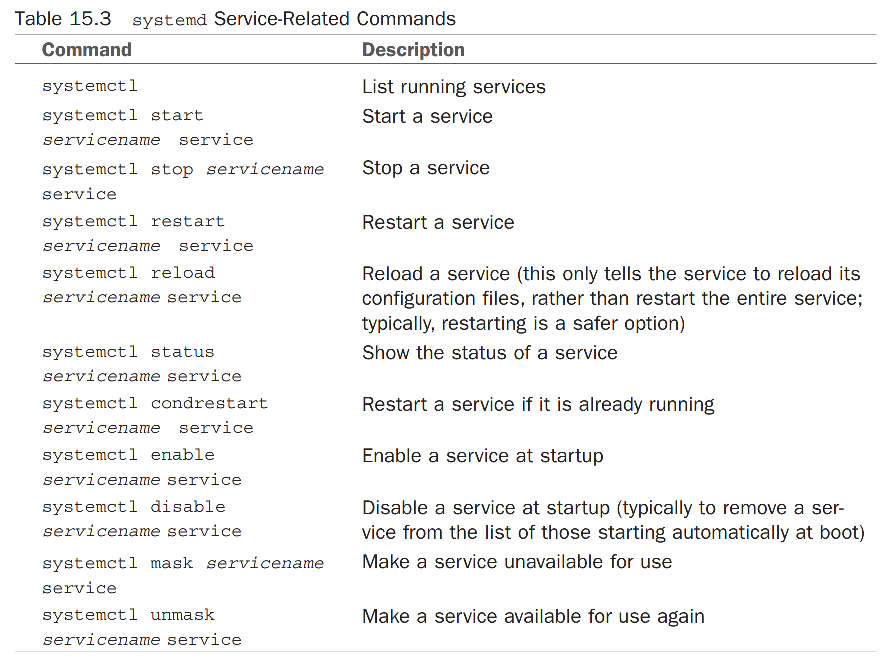 Table 15.3 systemd Service-Related Commands
Command Description
systemctl List running services
systemctl start Start a service
servicename service
systemctl stop servicename Stop a service
service
systemctl restart Restart a service
servicename service
systemctl reload Reload a service (this only tells the service to reload its
servicename service configuration files, rather than restart the entire service;
typically, restarting is a safer option)
systemctl status Show the status of a service
servicename service
systemctl condrestart Restart a service if it is already running
servicename service
systemctl enable Enable a service at startup
servicename service
systemctl disable Disable a service at startup (typically to remove a ser-
servicename service vice from the list of those starting automatically at boot)
systemctl mask servicename Make a service unavailable for use
service
systemctl unmask Make a service available for use again
servicename service